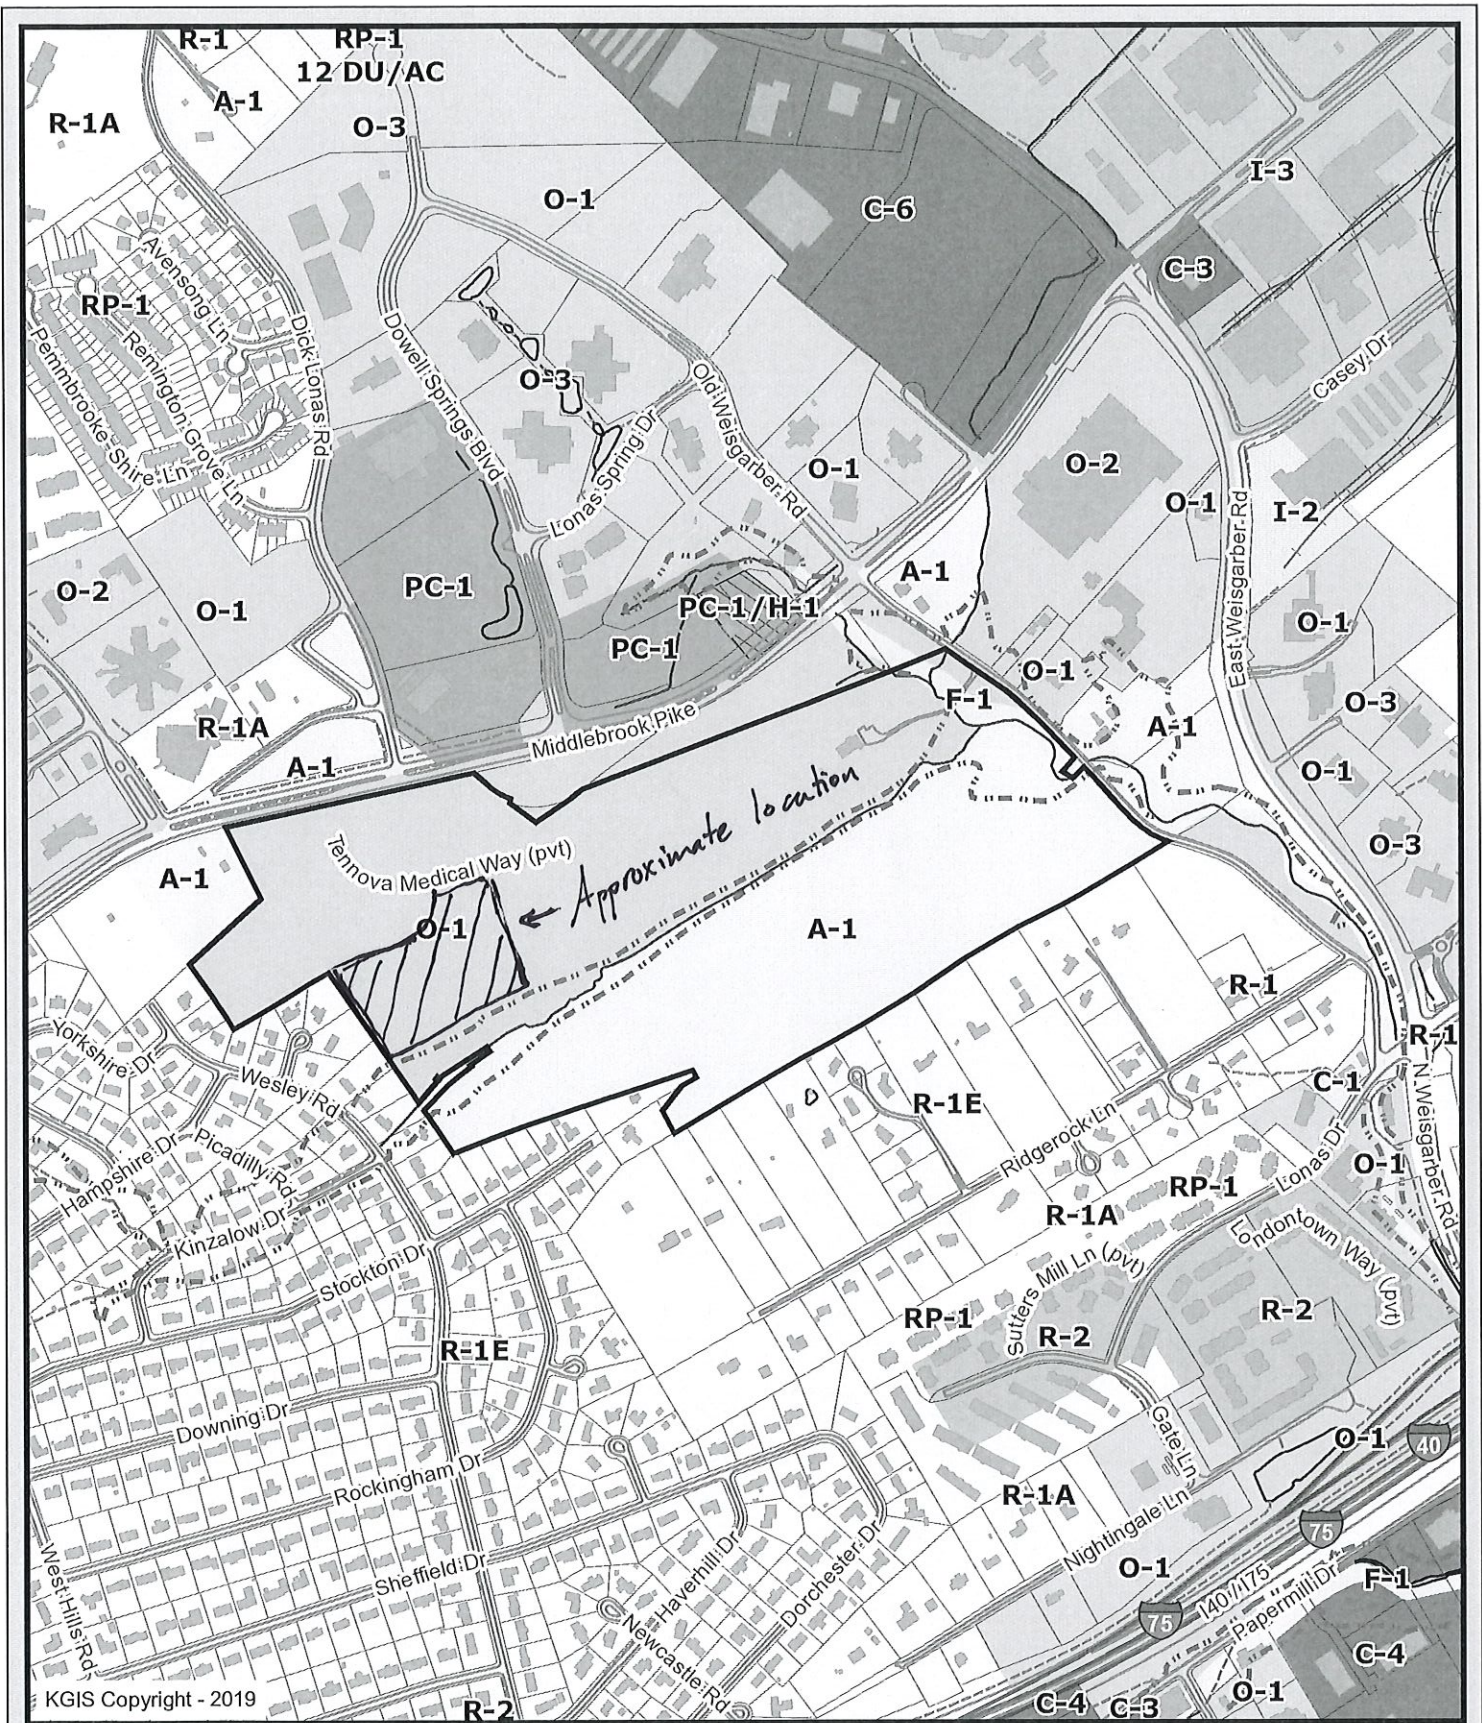 R-1
RP-1
12 DU/AC
A-1
R-1A
O-3
O-1
I-3
C-6
C-3
Avensong Ln
RP-1
Remington Grove Ln
Pemmbrooke Shire Ln
Dick Lonas Rd
Dowell Springs Blvd
O-3
Old Weisgarber Rd
Casey Dr
Lonas Spring Dr
O-1
O-2
O-1
East Weisgarber Rd
I-2
O-2
O-1
PC-1
PC-1/H-1
PC-1
A-1
O-1
O-1
F-1
O-3
A-1
R-1A
Middlebrook Pike
A-1
O-1
Approximate location
Tennova Medical Way (pvt)
O-3
A-1
O-1
A-1
R-1
Yorkshire Dr
Wesley Rd
R-1
C-1
N Weisgarber Rd
R-1E
Ridgerock Ln
Hampshire Dr
Picadilly Rd
Lonas Dr
O-1
RP-1
R-1A
Kinzalow Dr
Stockton Dr
Londontown Way (pvt)
Sutters Mill Ln (pvt)
RP-1
R-2
R-2
R-1E
Downing Dr
Gate Ln
O-1
40
Rockingham Dr
R-1A
75
Nightingale Ln
West Hills Rd
Sheffield Dr
Haverhill Dr
Dorchester Dr
O-1
I40/I75
Papermill Dr
F-1
75
Newcastle Rd
C-4
KGIS Copyright - 2019
R-2
C-4
C-3
O-1